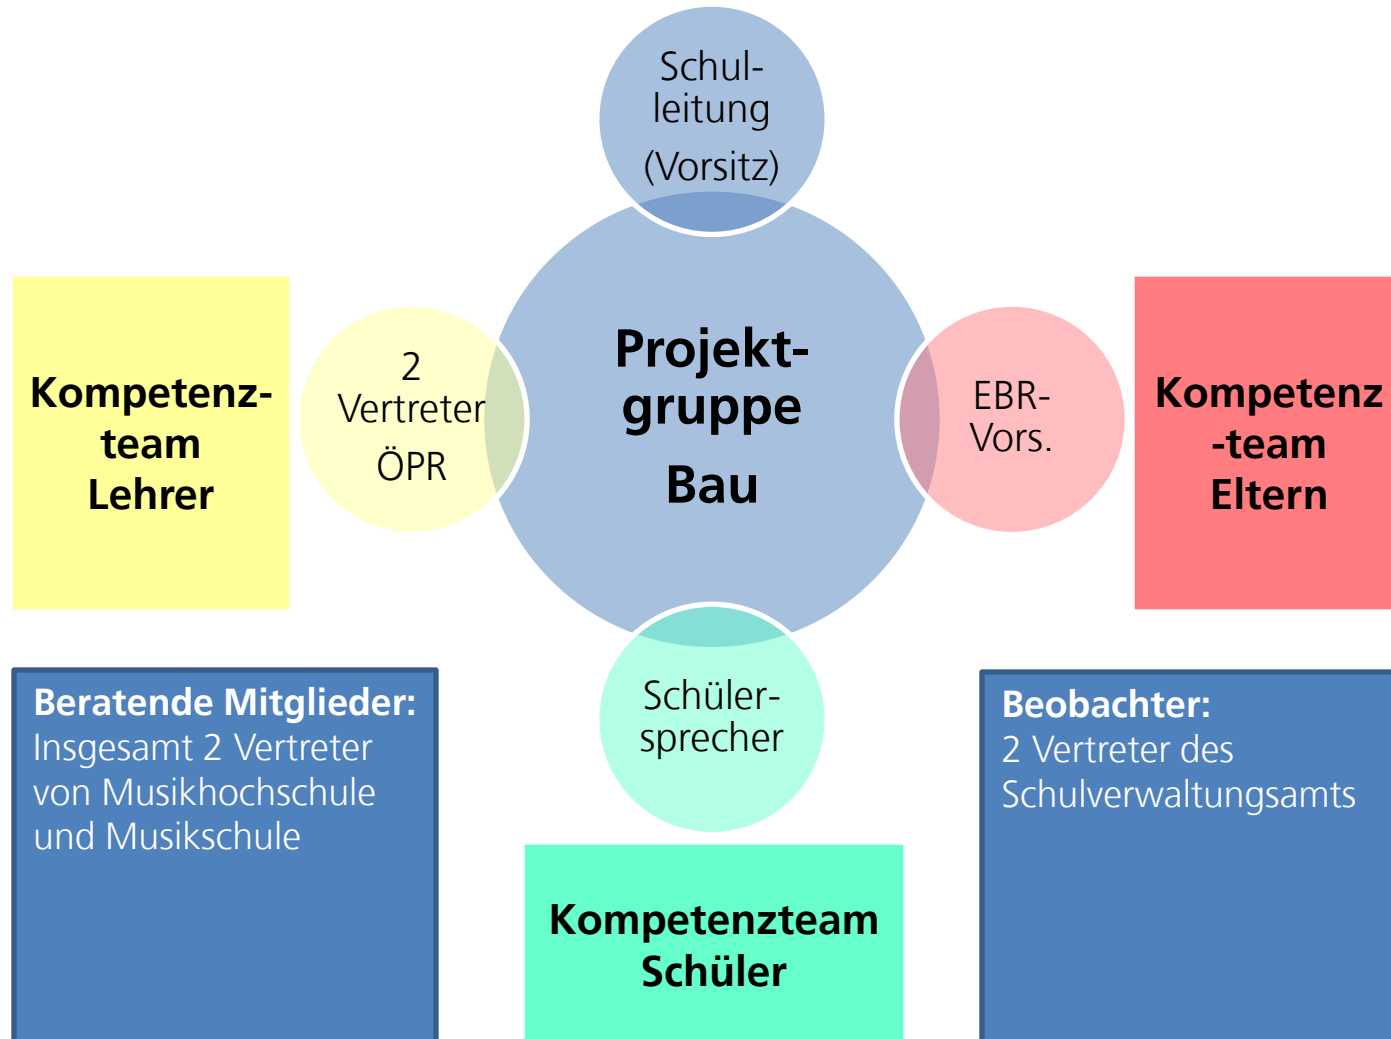 Schul-
leitung
(Vorsitz)
Projekt-
gruppe
Bau
Kompetenz-
team
Lehrer
2
Vertreter
ÖPR
EBR-
Vors.
Kompetenz
-team
Eltern
Schüler-
sprecher
Kompetenzteam
Schüler
Beratende Mitglieder:
Insgesamt 2 Vertreter
von Musikhochschule
und Musikschule
Beobachter:
2 Vertreter des
Schulverwaltungsamts